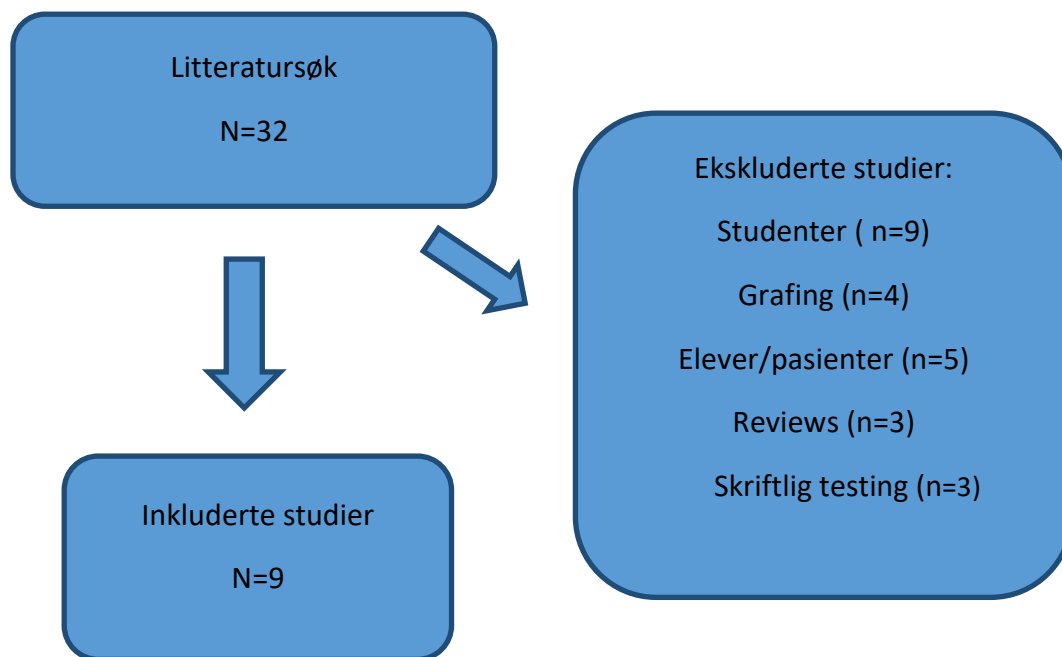 Litteratursøk
N=32
Ekskluderte studier:
Studenter ( n=9)
Grafing (n=4)
Elever/pasienter (n=5)
Reviews (n=3)
Skriftlig testing (n=3)
Inkluderte studier
N=9